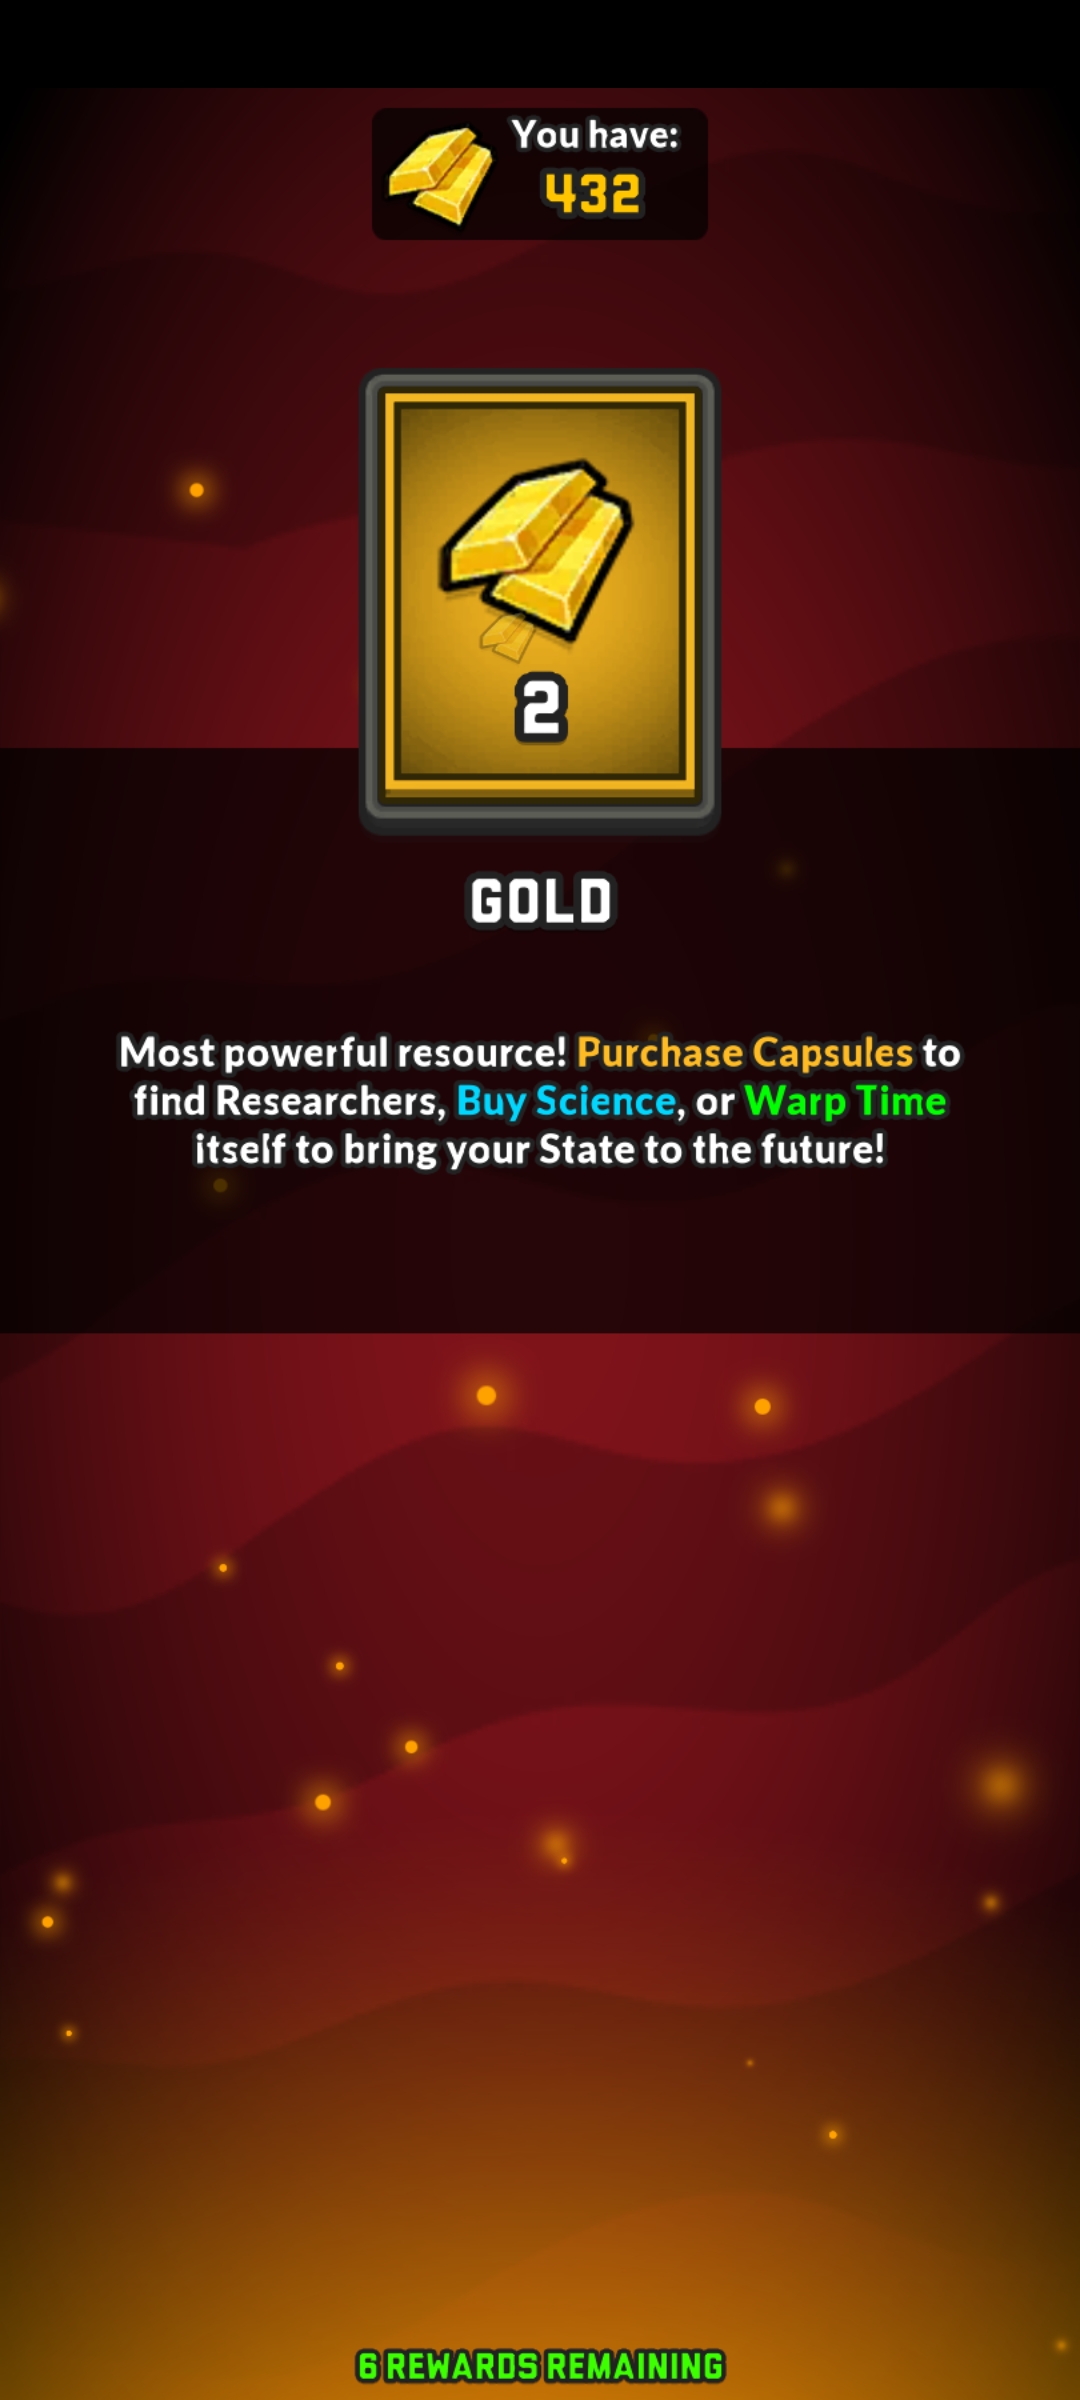 You have:
432
2
GOLD
Most powerful resource! Purchase Capsules to
find Researchers, Buy Science, or Warp Time
itself to bring your State to the future!
6 REWARDS REMAINING